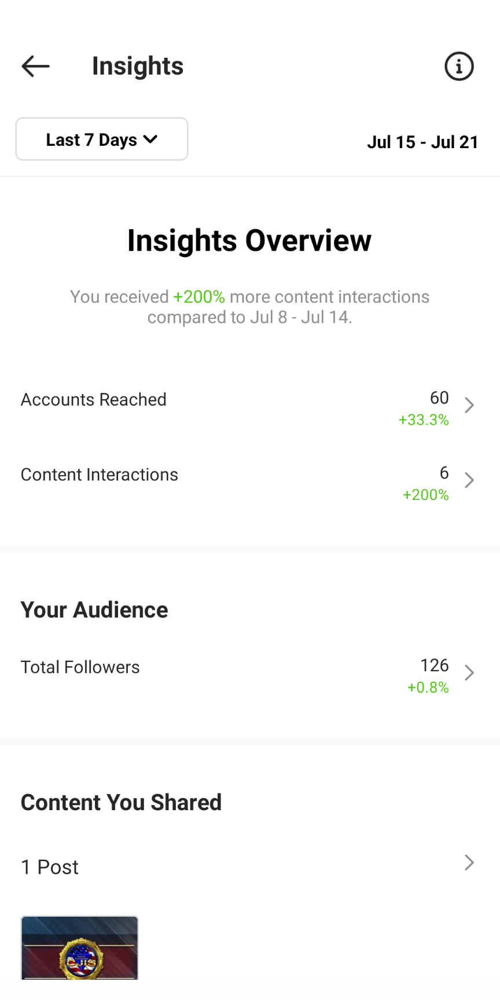 Insights
Last 7 Days
Jul 15 - Jul 21
Insights Overview
You received +200% more content interactions
compared to Jul 8 - Jul 14.
Accounts Reached
60
+33.3%
Content Interactions
6
+200%
Your Audience
Total Followers
126
+0.8%
Content You Shared
1 Post
CJIS